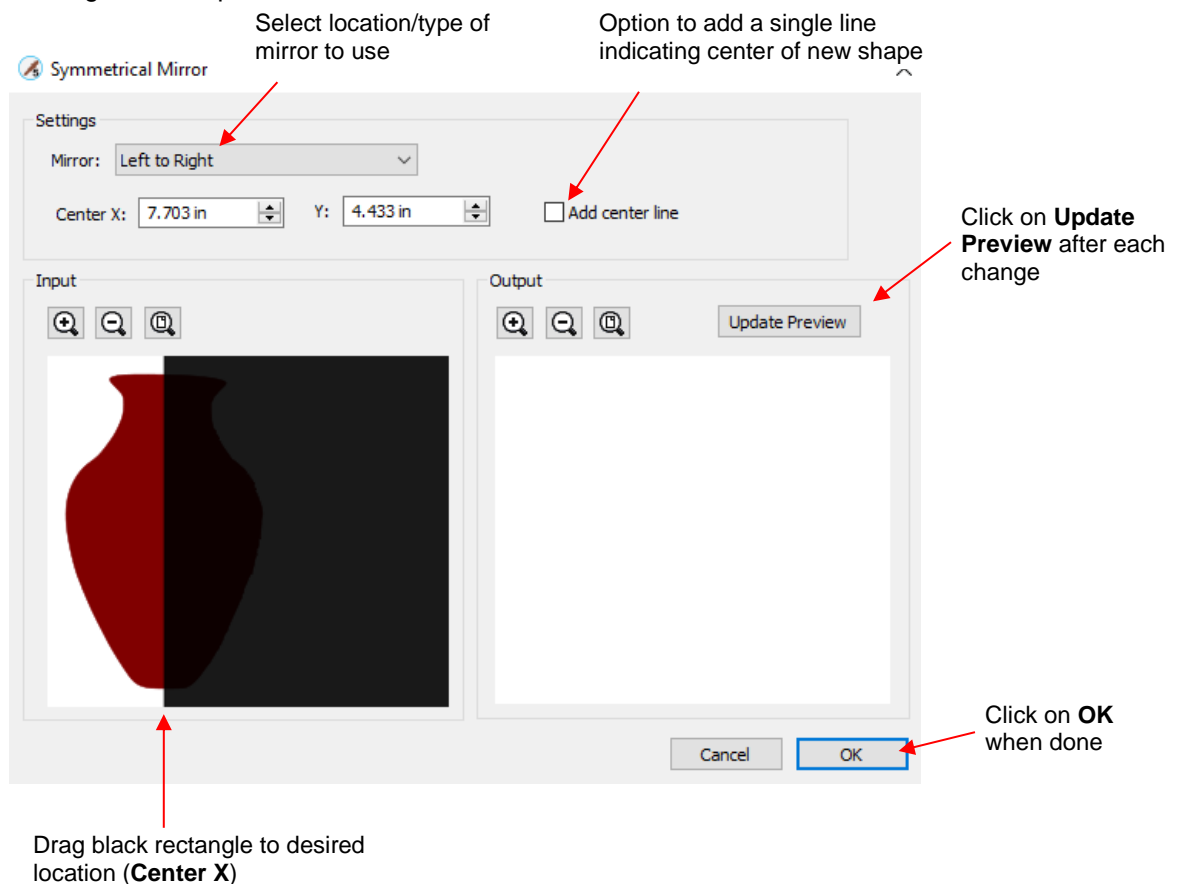 Select location/type of
mirror to use
Option to add a single line
indicating center of new shape
Symmetrical Mirror
Settings
Mirror: Left to Right
Center X: 7.703 in Y: 4.433 in Add center line
Click on Update
Preview after each
change
Input
Output
Update Preview
Click on OK
when done
Cancel OK
Drag black rectangle to desired
location (Center X)